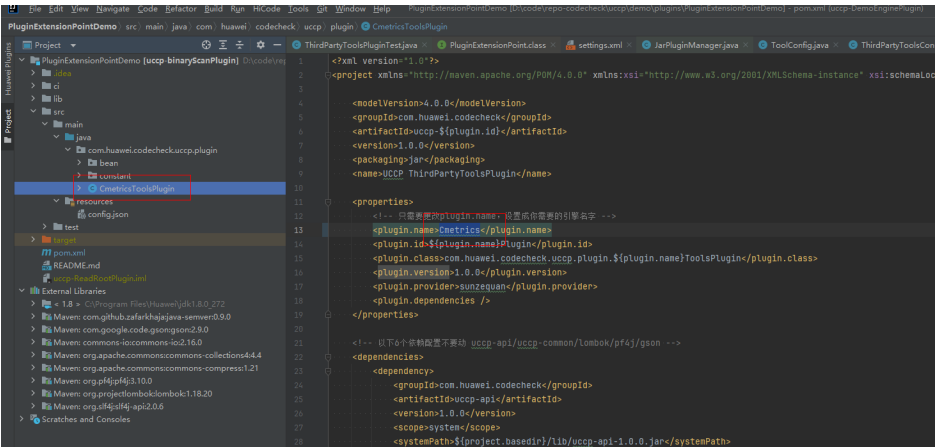 File Edit View Navigate Code Refactor Build Run HiCode Tools Git Window Help PluginExtensionPointDemo [D:\code\repo-codecheck\uccp\demo\plugins\PluginExtensionPointDemo] - pom.xml (uccp-DemoEnginePlugin)
PluginExtensionPointDemo src main java com huawei codecheck uccp plugin CmetricsToolsPlugin
Huawei Plugins
Project
Project
PluginExtensionPointDemo [uccp-binaryScanPlugin] D:\code\rep
.idea
ci
lib
src
main
java
com.huawei.codecheck.uccp.plugin
bean
constant
CmetricsToolsPlugin
resources
config.json
test
target
pom.xml
README.md
uccp-ReadRootPlugin.iml
External Libraries
< 1.8 > C:\Program Files\Huawei\jdk1.8.0_272
Maven: com.github.zafarkhaja:java-semver:0.9.0
Maven: com.google.code.gson:gson:2.9.0
Maven: commons-io:commons-io:2.16.0
Maven: org.apache.commons:commons-collections4:4.4
Maven: org.apache.commons:commons-compress:1.21
Maven: org.pf4j:pf4j:3.10.0
Maven: org.projectlombok:lombok:1.18.20
Maven: org.slf4j:slf4j-api:2.0.6
Scratches and Consoles
ThirdPartyToolsPluginTest.java PluginExtensionPoint.class settings.xml JarPluginManager.java ToolConfig.java ThirdPartyToolsCon
1 <?xml version="1.0"?>
2 <project xmlns="http://maven.apache.org/POM/4.0.0" xmlns:xsi="http://www.w3.org/2001/XMLSchema-instance" xsi:schemaLoc
3
4 <modelVersion>4.0.0</modelVersion>
5 <groupId>com.huawei.codecheck</groupId>
6 <artifactId>uccp-${plugin.id}</artifactId>
7 <version>1.0.0</version>
8 <packaging>jar</packaging>
9 <name>UCCP ThirdPartyToolsPlugin</name>
10
11 <properties>
12 <!-- 只需要更改plugin.name,设置成你需要的引擎名字 -->
13 <plugin.name>Cmetrics</plugin.name>
14 <plugin.id>${plugin.name}Plugin</plugin.id>
15 <plugin.class>com.huawei.codecheck.uccp.plugin.${plugin.name}ToolsPlugin</plugin.class>
16 <plugin.version>1.0.0</plugin.version>
17 <plugin.provider>sunzequan</plugin.provider>
18 <plugin.dependencies />
19 </properties>
20
21 <!-- 以下6个依赖配置不要动 uccp-api/uccp-common/lombok/pf4j/gson -->
22 <dependencies>
23 <dependency>
24 <groupId>com.huawei.codecheck</groupId>
25 <artifactId>uccp-api</artifactId>
26 <version>1.0.0</version>
27 <scope>system</scope>
28 <systemPath>${project.basedir}/lib/uccp-api-1.0.0.jar</systemPath>